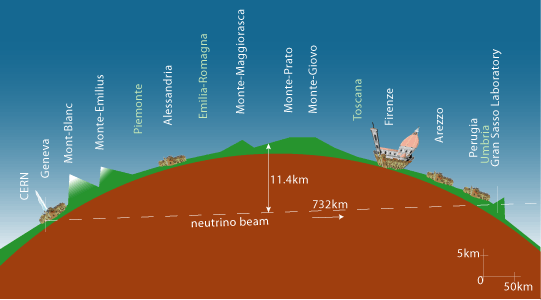 CERN
Geneva
Mont-Blanc
Monte-Emilius
Piemonte
Alessandria
Emilia-Romagna
Monte-Maggiorasca
Monte-Prato
Monte-Giovo
Toscana
Firenze
Arezzo
Perugia
Umbria
Gran Sasso Laboratory
11.4km
732km
neutrino beam
5km
0
50km